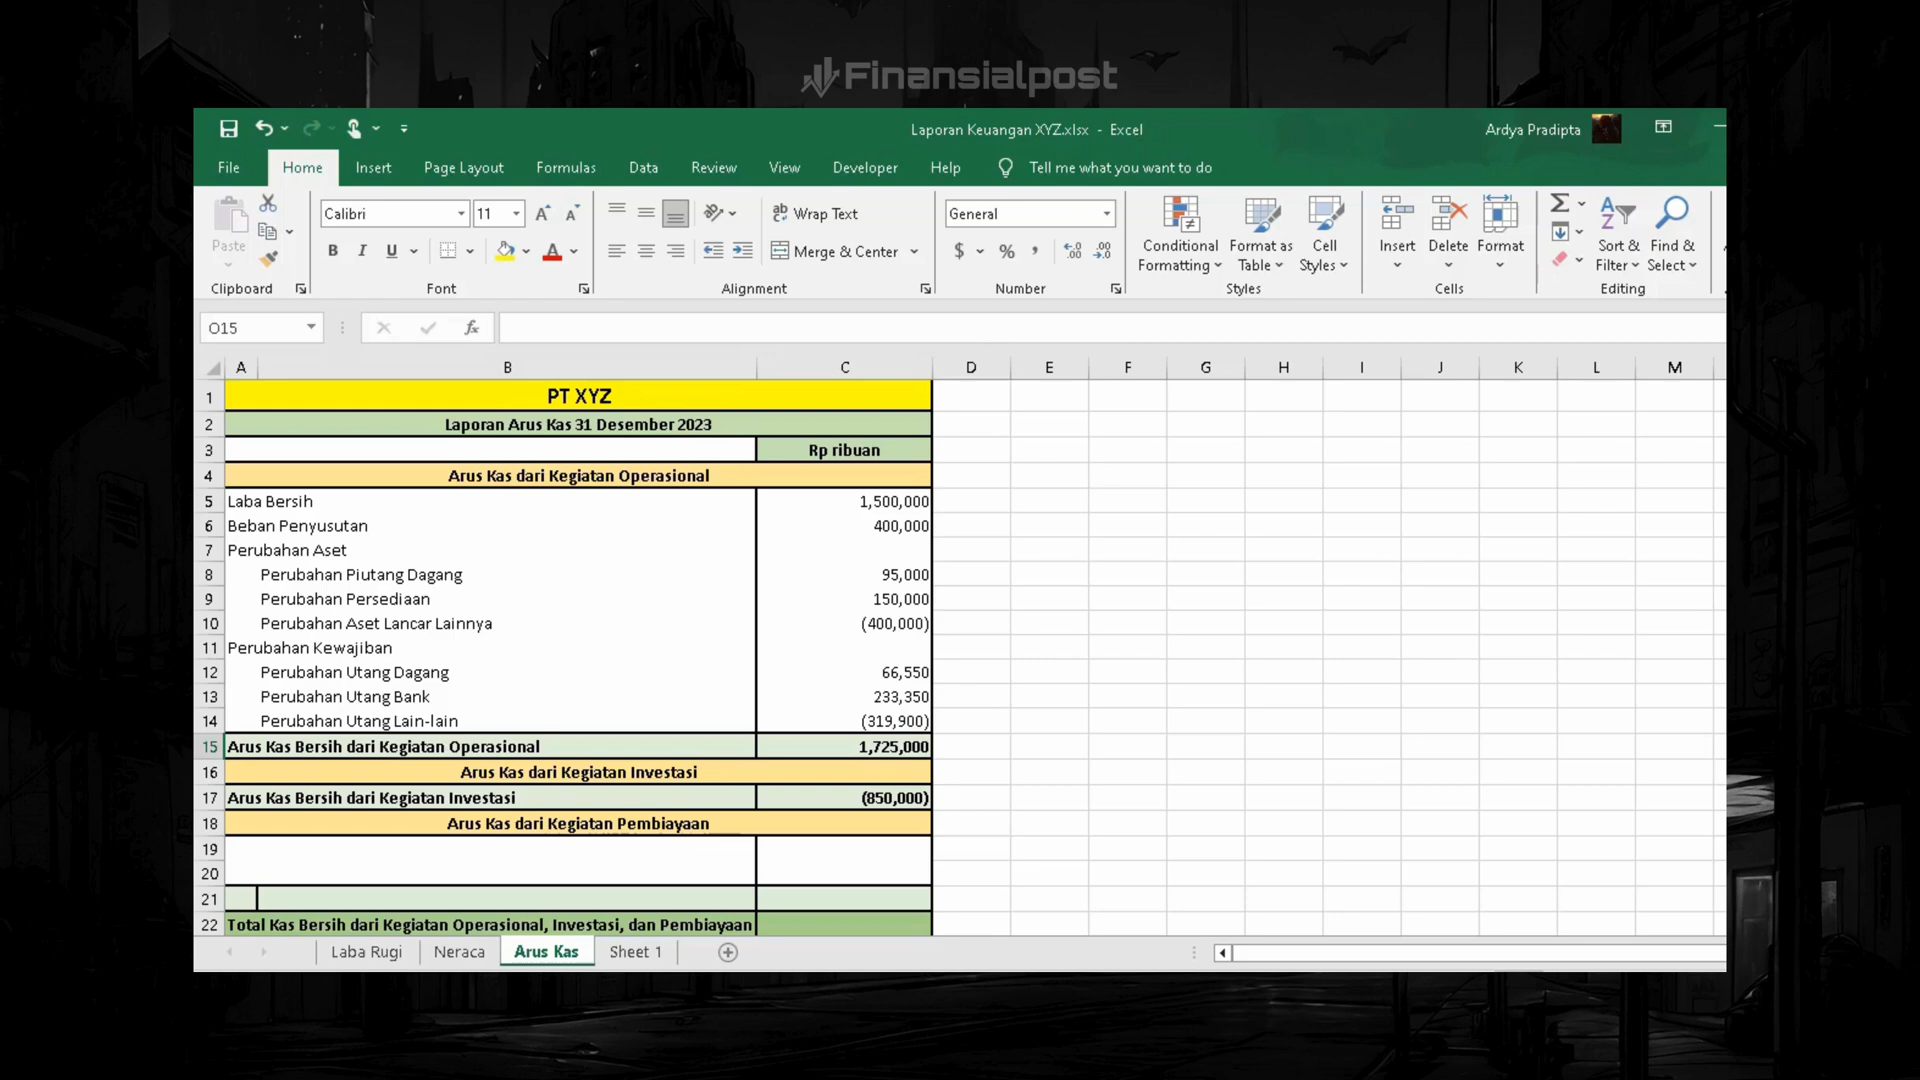 Finansialpost
Laporan Keuangan XYZ.xlsx - Excel
Ardya Pradipta
File Home Insert Page Layout Formulas Data Review View Developer Help Tell me what you want to do
Paste
Clipboard
Calibri 11
B I U
A
Font
ab Wrap Text
Merge & Center
Alignment
General
$ % ,
Number
Conditional Formatting
Format as Table
Cell Styles
Styles
Insert Delete Format
Cells
Sort & Filter
Find & Select
Editing
O15 fx
A B C D E F G H I J K L M
1 PT XYZ
2 Laporan Arus Kas 31 Desember 2023
3 Rp ribuan
4 Arus Kas dari Kegiatan Operasional
5 Laba Bersih 1,500,000
6 Beban Penyusutan 400,000
7 Perubahan Aset
8 Perubahan Piutang Dagang 95,000
9 Perubahan Persediaan 150,000
10 Perubahan Aset Lancar Lainnya (400,000)
11 Perubahan Kewajiban
12 Perubahan Utang Dagang 66,550
13 Perubahan Utang Bank 233,350
14 Perubahan Utang Lain-lain (319,900)
15 Arus Kas Bersih dari Kegiatan Operasional 1,725,000
16 Arus Kas dari Kegiatan Investasi
17 Arus Kas Bersih dari Kegiatan Investasi (850,000)
18 Arus Kas dari Kegiatan Pembiayaan
19
20
21
22 Total Kas Bersih dari Kegiatan Operasional, Investasi, dan Pembiayaan
Laba Rugi Neraca Arus Kas Sheet 1